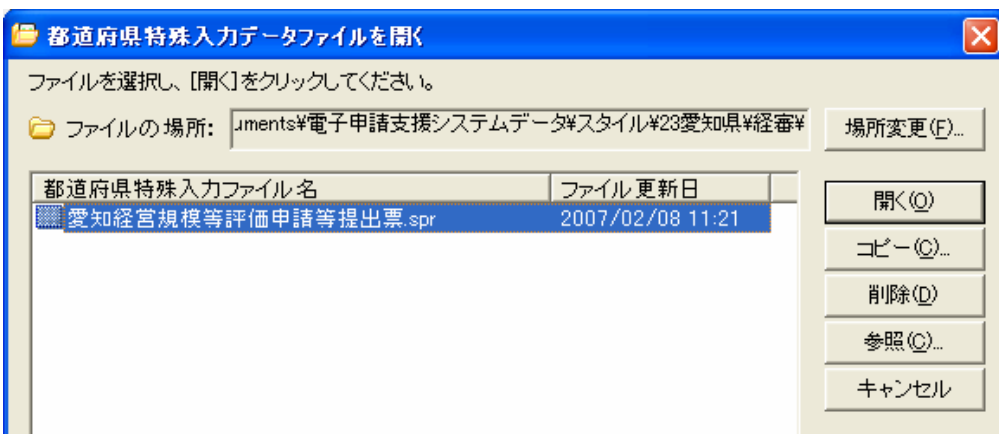 都道府県特殊入力データファイルを開く
ファイルを選択し、[開く]をクリックしてください。
ファイルの場所: uments¥電子申請支援システムデータ¥スタイル¥23愛知県¥経審¥ 場所変更(F)...
都道府県特殊入力ファイル名 ファイル更新日
愛知経営規模等評価申請等提出票.spr 2007/02/08 11:21
開く(O)
コピー(C)...
削除(D)
参照(C)...
キャンセル